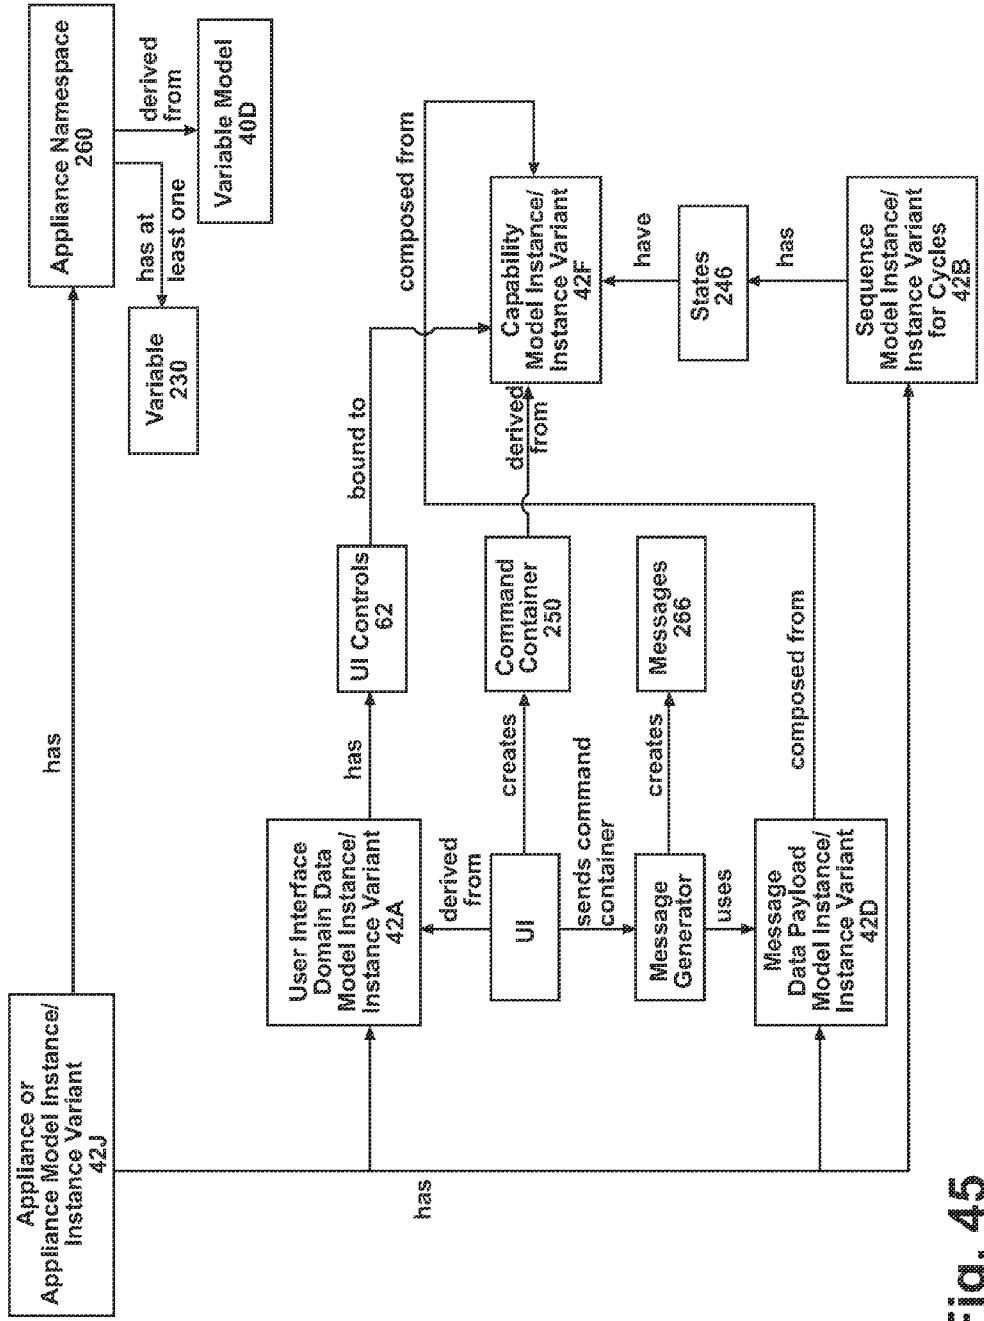 Appliance or
Appliance Model Instance/
Instance Variant
42J
has
Appliance Namespace
260
derived
from
Variable Model
40D
has at
least one
Variable
230
has
User Interface
Domain Data
Model Instance/
Instance Variant
42A
has
UI Controls
62
bound to
composed from
Capability
Model Instance/
Instance Variant
42F
derived
from
UI
creates
Command
Container
250
derived
from
sends command
container
Message
Generator
creates
Messages
266
have
States
246
uses
Message
Data Payload
Model Instance/
Instance Variant
42D
composed from
has
Sequence
Model Instance/
Instance Variant
for Cycles
42B
Fig. 45